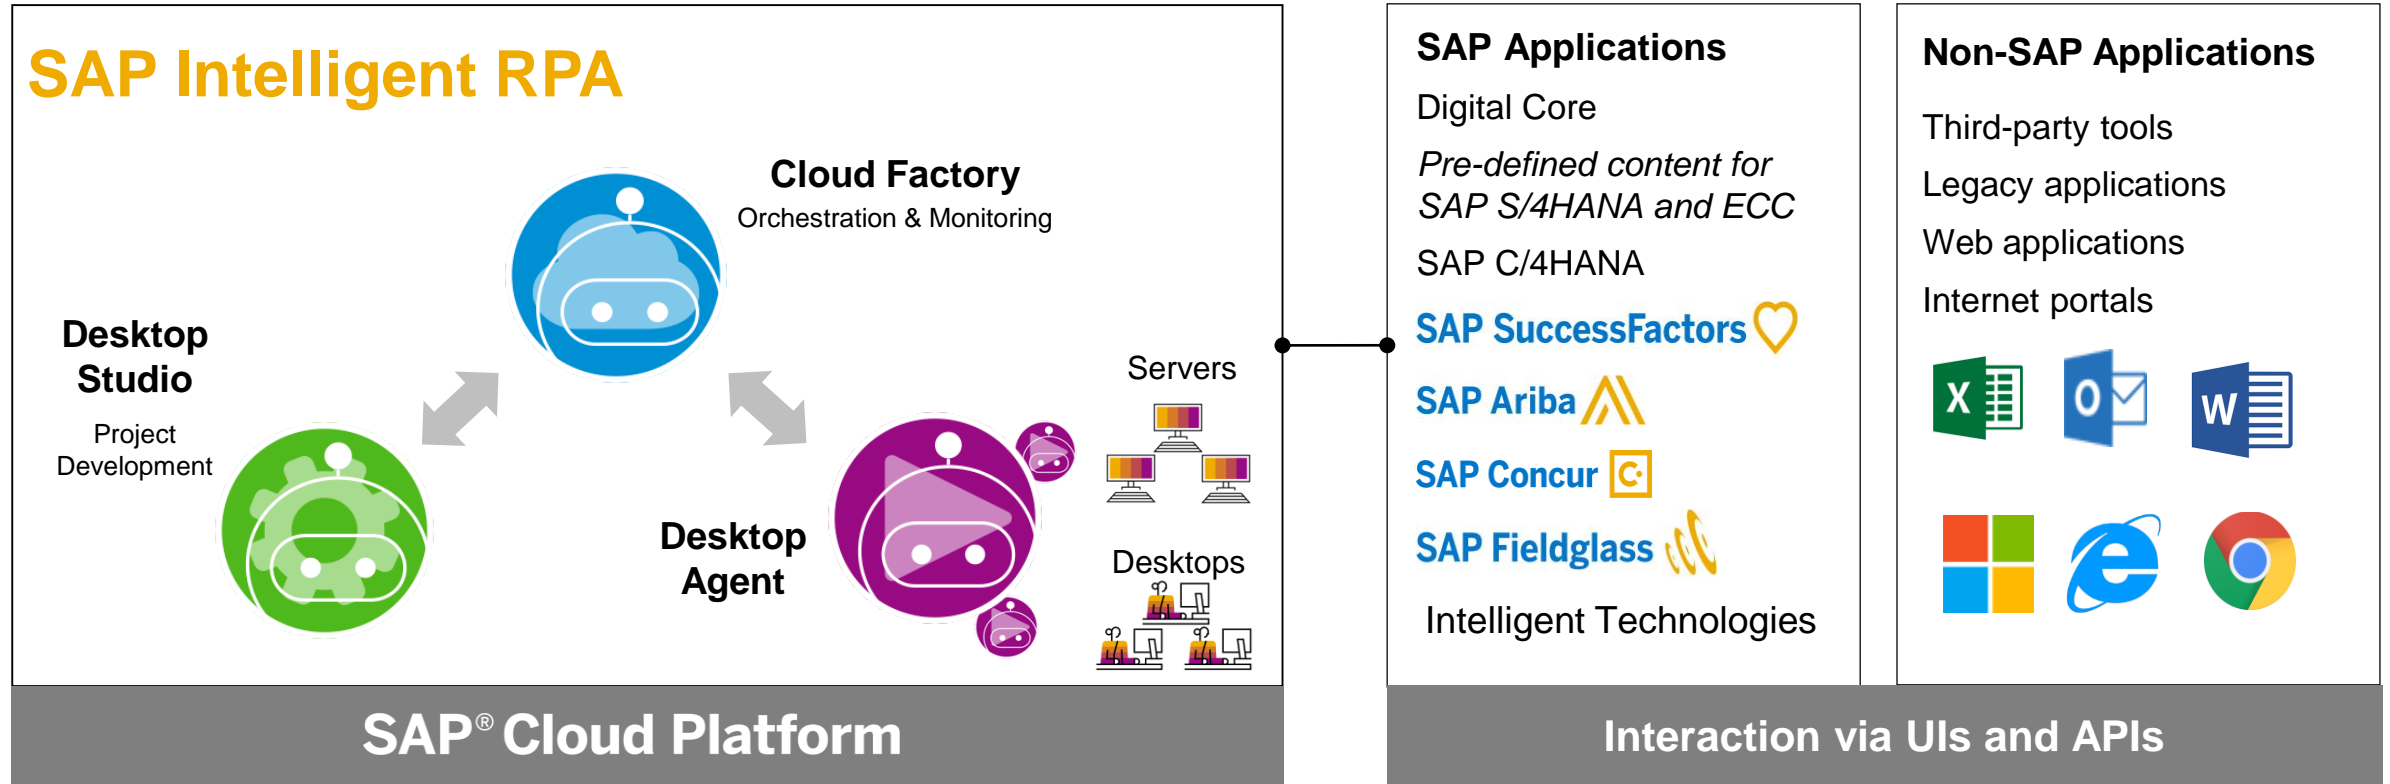 SAP Intelligent RPA
Cloud Factory
Orchestration & Monitoring
Desktop
Studio
Project
Development
Desktop
Agent
Servers
Desktops
SAP® Cloud Platform
SAP Applications
Digital Core
Pre-defined content for
SAP S/4HANA and ECC
SAP C/4HANA
SAP SuccessFactors
SAP Ariba
SAP Concur C.
SAP Fieldglass
Intelligent Technologies
Non-SAP Applications
Third-party tools
Legacy applications
Web applications
Internet portals
X
O
W
Interaction via UIs and APIs